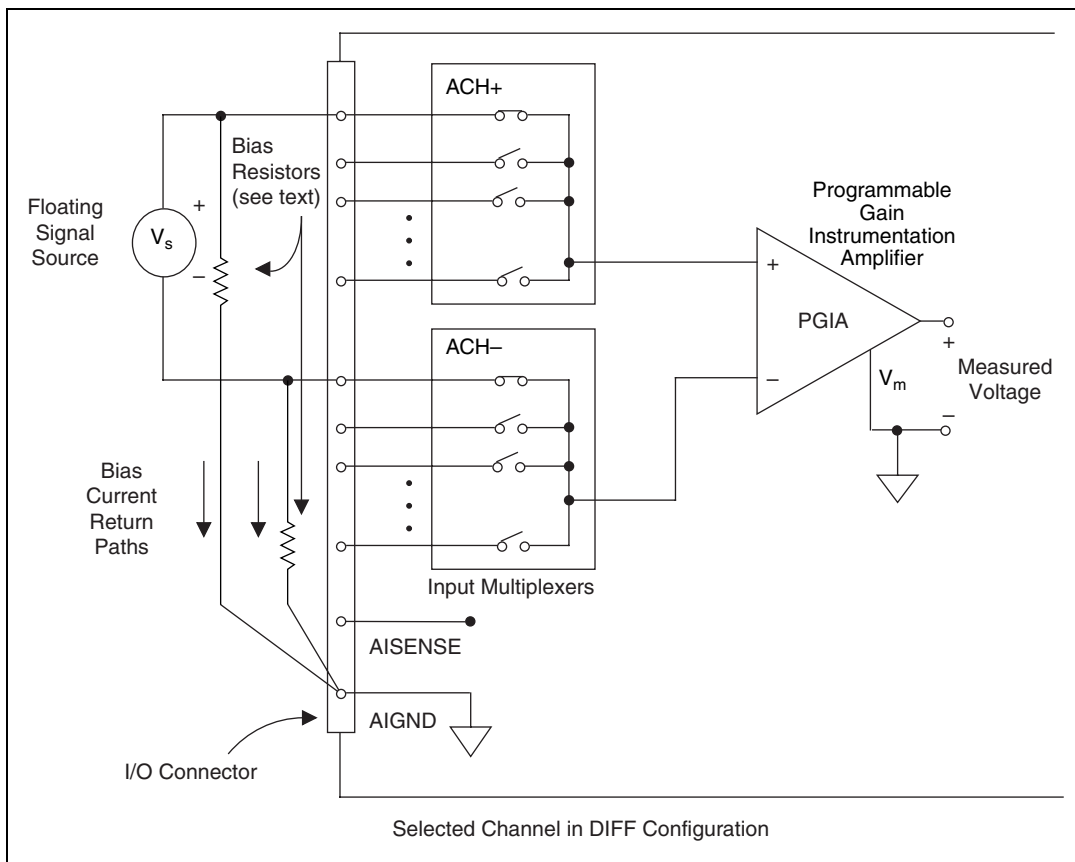 ACH+
Bias
Resistors
(see text)
Floating
Signal
Source
+
Vs
–
Programmable
Gain
Instrumentation
Amplifier
+
PGIA
–
+
Vm
Measured
Voltage
–
ACH–
Bias
Current
Return
Paths
Input Multiplexers
AISENSE
AIGND
I/O Connector
Selected Channel in DIFF Configuration